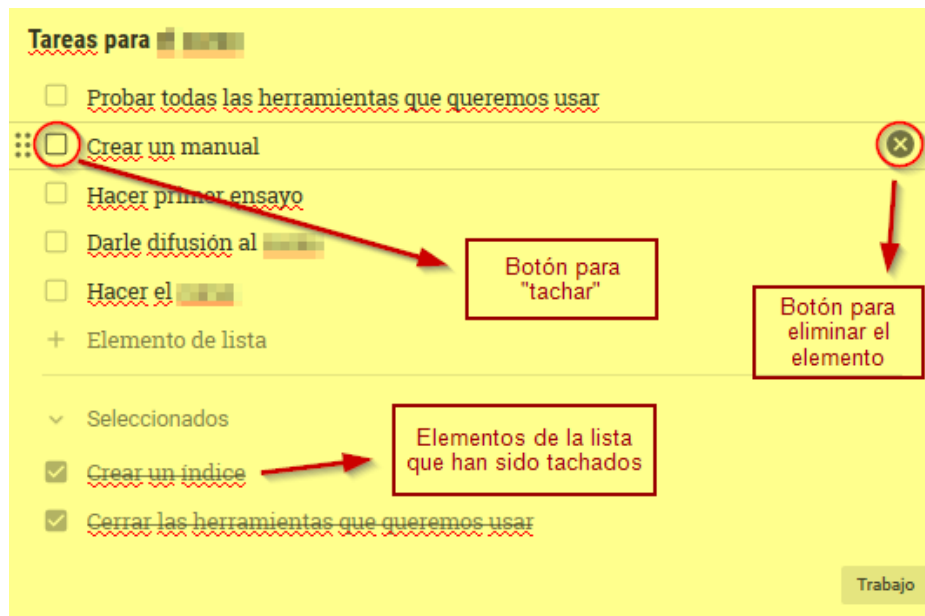 Tareas para
Probar todas las herramientas que queremos usar
Crear un manual
Hacer primer ensayo
Darle difusión al
Botón para
"tachar"
Hacer el
Botón para
eliminar el
elemento
Elemento de lista
Seleccionados
Elementos de la lista
que han sido tachados
Crear un índice
Cerrar las herramientas que queremos usar
Trabajo